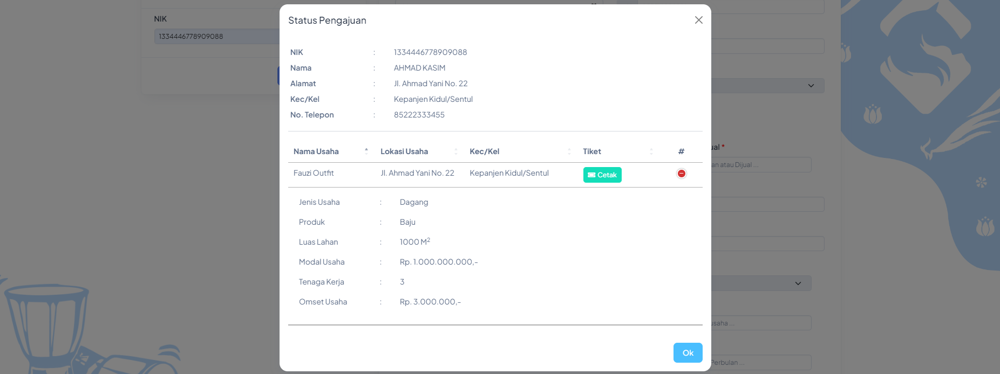 Status Pengajuan
NIK
1334446778909088
NIK : 1334446778909088
Nama : AHMAD KASIM
Alamat : Jl. Ahmad Yani No. 22
Kec/Kel : Kepanjen Kidul/Sentul
No. Telepon : 85222333455
Nama Usaha Lokasi Usaha Kec/Kel Tiket #
Fauzi Outfit Jl. Ahmad Yani No. 22 Kepanjen Kidul/Sentul Cetak
Jenis Usaha : Dagang
Produk : Baju
Luas Lahan : 1000 M²
Modal Usaha : Rp. 1.000.000.000,-
Tenaga Kerja : 3
Omset Usaha : Rp. 3.000.000,-
Ok
ual *
an atau Dijual ...
usaha ...
Perbulan ...